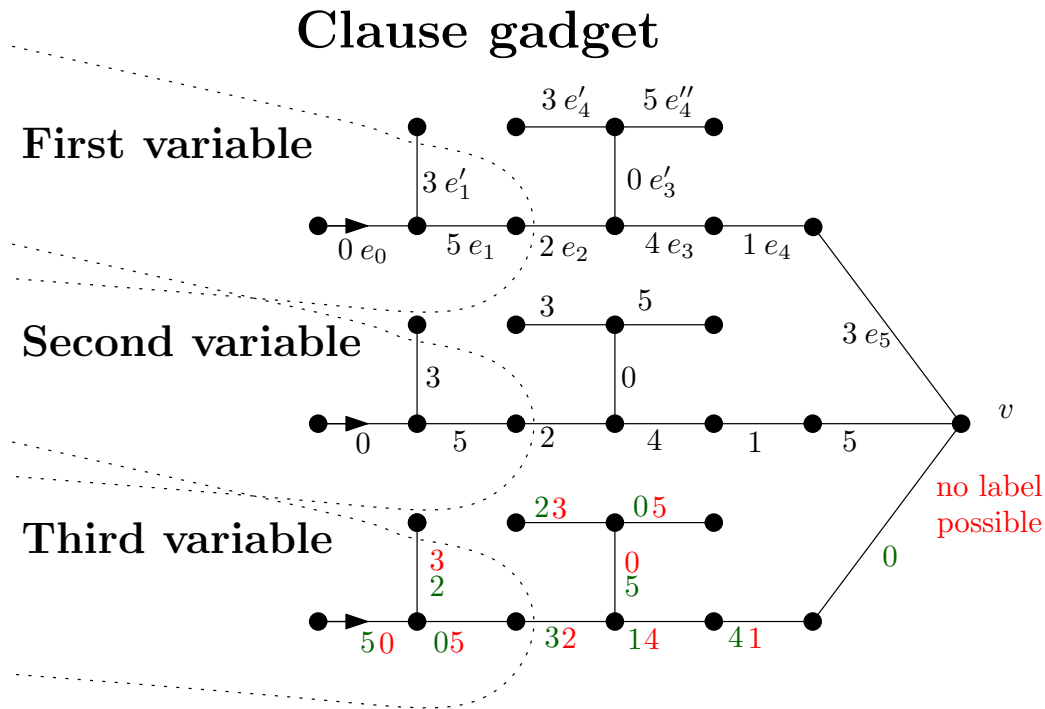 Clause gadget
3 e′₄ 5 e″₄
First variable
3 e′₁ 0 e′₃
0 e₀ 5 e₁ 2 e₂ 4 e₃ 1 e₄
3 5
Second variable
3 e₅
3 0
v
0 5 2 4 1 5
no label
possible
23 05
Third variable
3 0
2 5
0
50 05 32 14 41